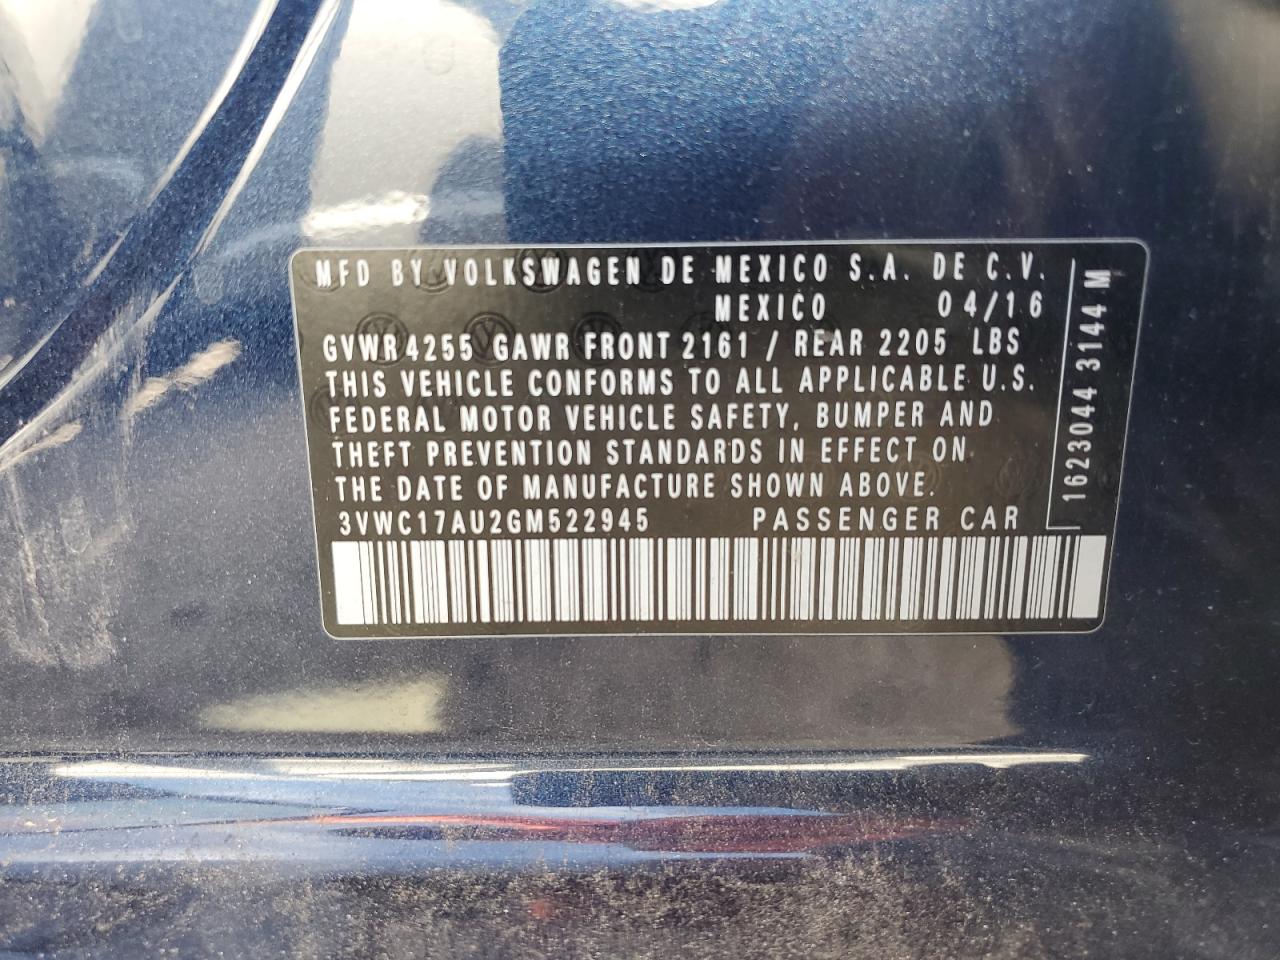 MFD BY VOLKSWAGEN DE MEXICO S.A. DE C.V.
MEXICO 04/16
GVWR 4255 GAWR FRONT 2161 / REAR 2205 LBS
THIS VEHICLE CONFORMS TO ALL APPLICABLE U.S.
FEDERAL MOTOR VEHICLE SAFETY, BUMPER AND
THEFT PREVENTION STANDARDS IN EFFECT ON
THE DATE OF MANUFACTURE SHOWN ABOVE.
3VWC17AU2GM522945 PASSENGER CAR
1623044 3144 M